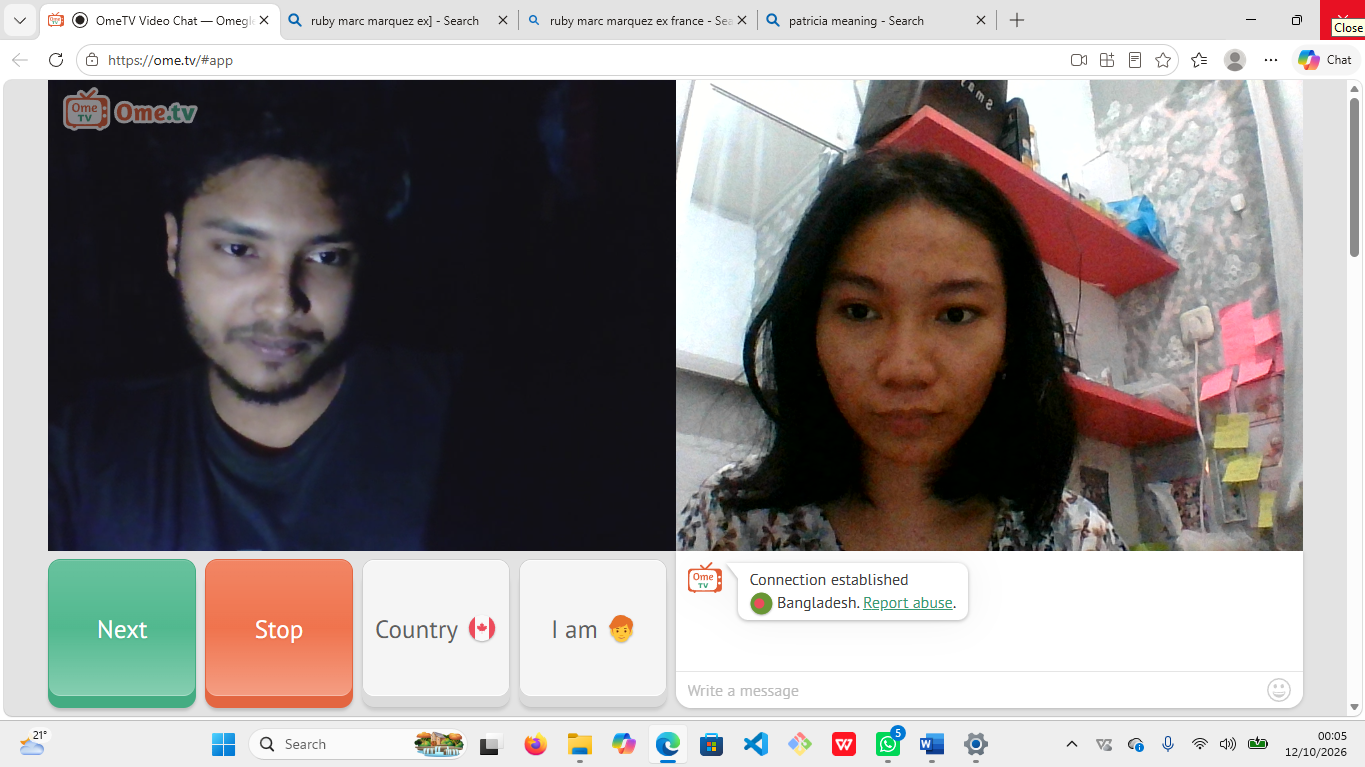 OmeTV Video Chat — Omegl
ruby marc marquez ex] - Search
ruby marc marquez ex france - Sea
patricia meaning - Search
Close
https://ome.tv/#app
Chat
Ome TV Ome.tv
Smay
Next
Stop
Country
I am
Ome TV
Connection established
Bangladesh. Report abuse.
Write a message
21°
Search
5
00:05
12/10/2026